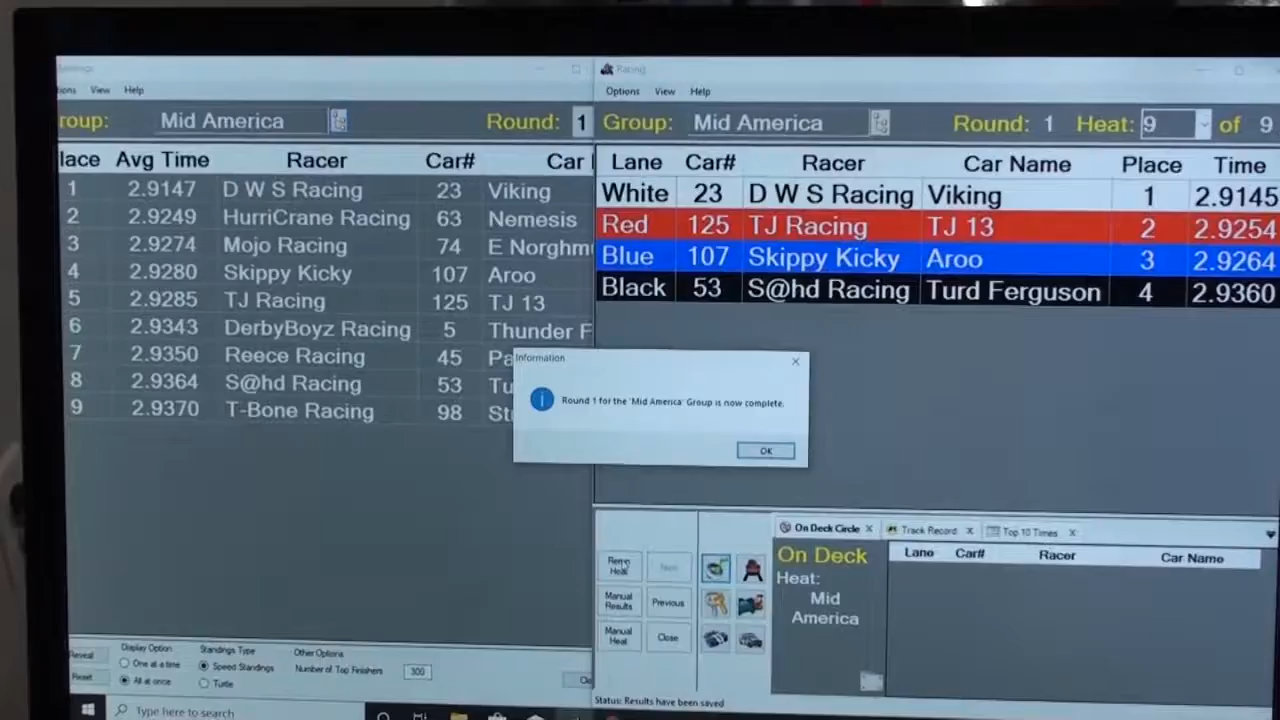 View Help
Group: Mid America Round: 1
Avg Time Racer Car# Car
1 2.9147 D W S Racing 23 Viking
2 2.9249 HurriCrane Racing 63 Nemesis
3 2.9274 Mojo Racing 74 E Norghm
4 2.9280 Skippy Kicky 107 Aroo
5 2.9285 TJ Racing 125 TJ 13
6 2.9343 DerbyBoyz Racing 5 Thunder F
7 2.9350 Reece Racing 45 Pa
8 2.9364 S@hd Racing 53 Tu
9 2.9370 T-Bone Racing 98 St
Reveal
Reset
Display Option
One at a time
All at once
Standings Type
Speed Standings
Turtle
Other Options
Number of Top Finishers 300
Type here to search
Racing
Options View Help
Group: Mid America Round: 1 Heat: 9 of 9
Lane Car# Racer Car Name Place Time
White 23 D W S Racing Viking 1 2.9145
Red 125 TJ Racing TJ 13 2 2.9254
Blue 107 Skippy Kicky Aroo 3 2.9264
Black 53 S@hd Racing Turd Ferguson 4 2.9360
Information
Round 1 for the 'Mid America' Group is now complete.
OK
Rerun Heat
Next
Manual Results
Previous
Manual Heat
Close
On Deck Circle Track Record Top 10 Times
On Deck
Heat:
Mid
America
Lane Car# Racer Car Name
Status: Results have been saved